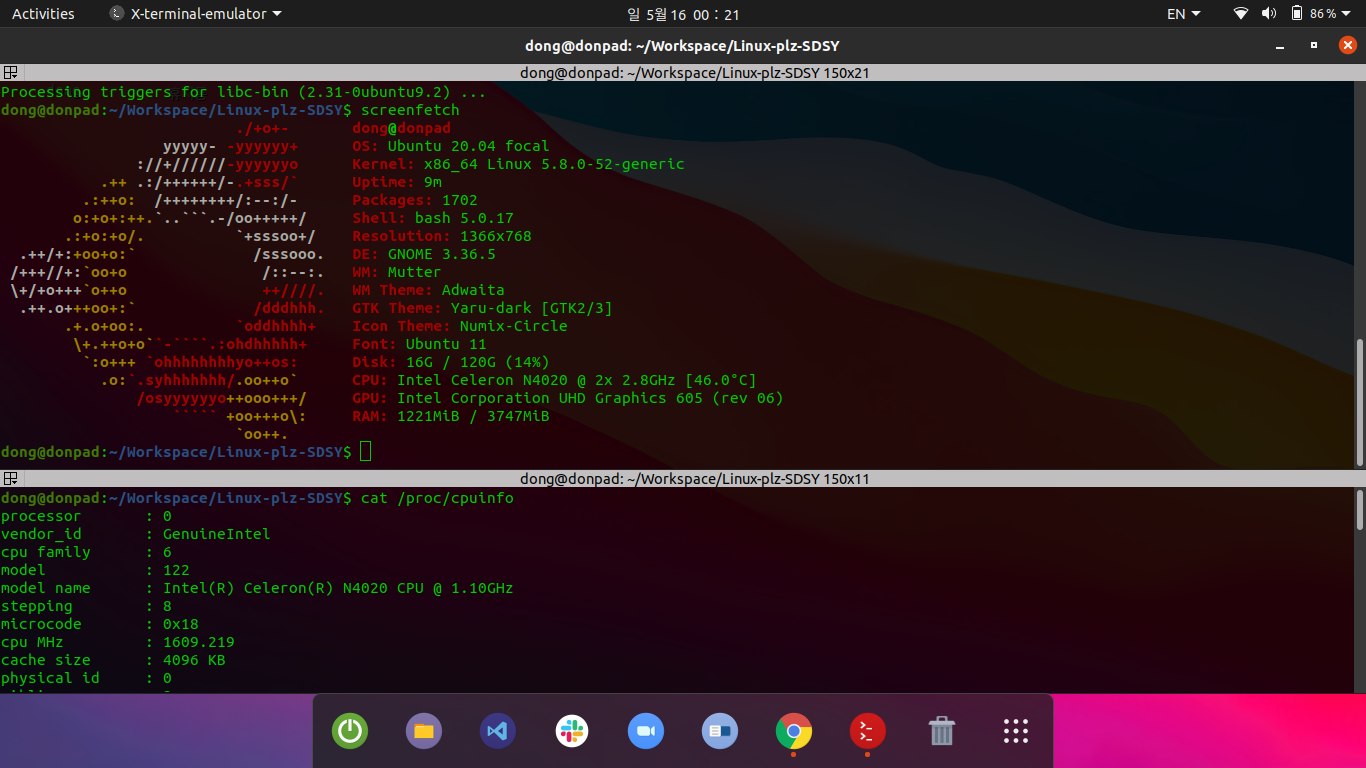 Activities X-terminal-emulator 일 5월 16 00 : 21 EN 86 %
dong@donpad: ~/Workspace/Linux-plz-SDSY
dong@donpad: ~/Workspace/Linux-plz-SDSY 150x21
Processing triggers for libc-bin (2.31-0ubuntu9.2) ...
dong@donpad:~/Workspace/Linux-plz-SDSY$ screenfetch
./+o+- dong@donpad
yyyyy- -yyyyyy+ OS: Ubuntu 20.04 focal
://+//////-yyyyyyo Kernel: x86_64 Linux 5.8.0-52-generic
.++ .:/++++++/-.+sss/` Uptime: 9m
.:++o: /++++++++/:--:/- Packages: 1702
o:+o+:++.`..```.-/oo+++++/ Shell: bash 5.0.17
.:+o:+o/. `+sssoo+/ Resolution: 1366x768
.++/+:+oo+o:` /sssooo. DE: GNOME 3.36.5
/+++//+:`oo+o /::--:. WM: Mutter
\+/+o+++`o++o ++////. WM Theme: Adwaita
.++.o+++oo+:` /dddhhh. GTK Theme: Yaru-dark [GTK2/3]
.+.o+oo:. `oddhhhh+ Icon Theme: Numix-Circle
\+.++o+o``-````.:ohdhhhhh+ Font: Ubuntu 11
`:o+++ `ohhhhhhhhyo++os: Disk: 16G / 120G (14%)
.o:`.syhhhhhhh/.oo++o` CPU: Intel Celeron N4020 @ 2x 2.8GHz [46.0°C]
/osyyyyyyo++ooo+++/ GPU: Intel Corporation UHD Graphics 605 (rev 06)
````` +oo+++o\: RAM: 1221MiB / 3747MiB
`oo++.
dong@donpad:~/Workspace/Linux-plz-SDSY$
dong@donpad: ~/Workspace/Linux-plz-SDSY 150x11
dong@donpad:~/Workspace/Linux-plz-SDSY$ cat /proc/cpuinfo
processor : 0
vendor_id : GenuineIntel
cpu family : 6
model : 122
model name : Intel(R) Celeron(R) N4020 CPU @ 1.10GHz
stepping : 8
microcode : 0x18
cpu MHz : 1609.219
cache size : 4096 KB
physical id : 0